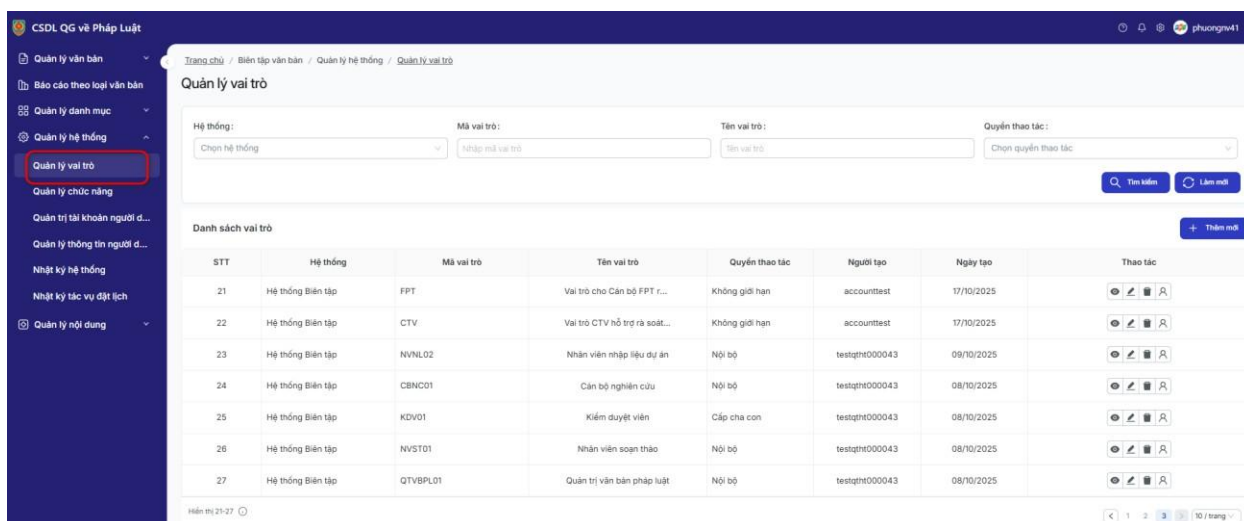 CSDL QG về Pháp Luật
phuongnv41
Quản lý văn bản
Báo cáo theo loại văn bản
Quản lý danh mục
Quản lý hệ thống
Quản lý vai trò
Quản lý chức năng
Quản trị tài khoản người d...
Quản lý thông tin người d...
Nhật ký hệ thống
Nhật ký tác vụ đặt lịch
Quản lý nội dung
Trang chủ / Biên tập văn bản / Quản lý hệ thống / Quản lý vai trò
Quản lý vai trò
Hệ thống: Mã vai trò: Tên vai trò: Quyền thao tác:
Chọn hệ thống Nhập mã vai trò Tên vai trò Chọn quyền thao tác
Tìm kiếm Làm mới
Danh sách vai trò + Thêm mới
STT Hệ thống Mã vai trò Tên vai trò Quyền thao tác Người tạo Ngày tạo Thao tác
21 Hệ thống Biên tập FPT Vai trò cho Cán bộ FPT r... Không giới hạn accounttest 17/10/2025
22 Hệ thống Biên tập CTV Vai trò CTV hỗ trợ rà soát... Không giới hạn accounttest 17/10/2025
23 Hệ thống Biên tập NVNL02 Nhân viên nhập liệu dự án Nội bộ testqtht000043 09/10/2025
24 Hệ thống Biên tập CBNC01 Cán bộ nghiên cứu Nội bộ testqtht000043 08/10/2025
25 Hệ thống Biên tập KDV01 Kiểm duyệt viên Cấp cha con testqtht000043 08/10/2025
26 Hệ thống Biên tập NVST01 Nhân viên soạn thảo Nội bộ testqtht000043 08/10/2025
27 Hệ thống Biên tập QTVBPL01 Quản trị văn bản pháp luật Nội bộ testqtht000043 08/10/2025
Hiển thị 21-27 < 1 2 3 > 10 / trang